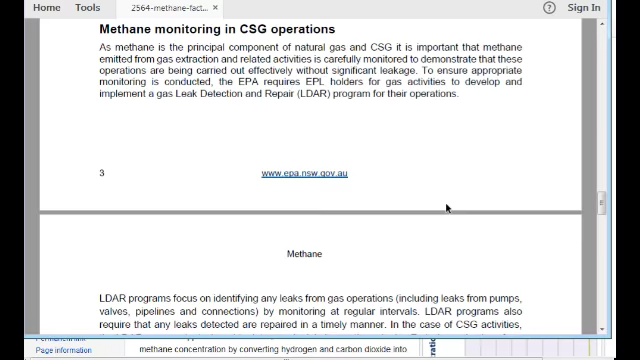 Home Tools 2564-methane-fact... × ? Sign In
Methane monitoring in CSG operations
As methane is the principal component of natural gas and CSG it is important that methane
emitted from gas extraction and related activities is carefully monitored to demonstrate that these
operations are being carried out effectively without significant leakage. To ensure appropriate
monitoring is conducted, the EPA requires EPL holders for gas activities to develop and
implement a gas Leak Detection and Repair (LDAR) program for their operations.
3 www.epa.nsw.gov.au
Methane
LDAR programs focus on identifying any leaks from gas operations (including leaks from pumps,
valves, pipelines and connections) by monitoring at regular intervals. LDAR programs also
require that any leaks detected are repaired in a timely manner. In the case of CSG activities,
Page information methane concentration by converting hydrogen and carbon dioxide into